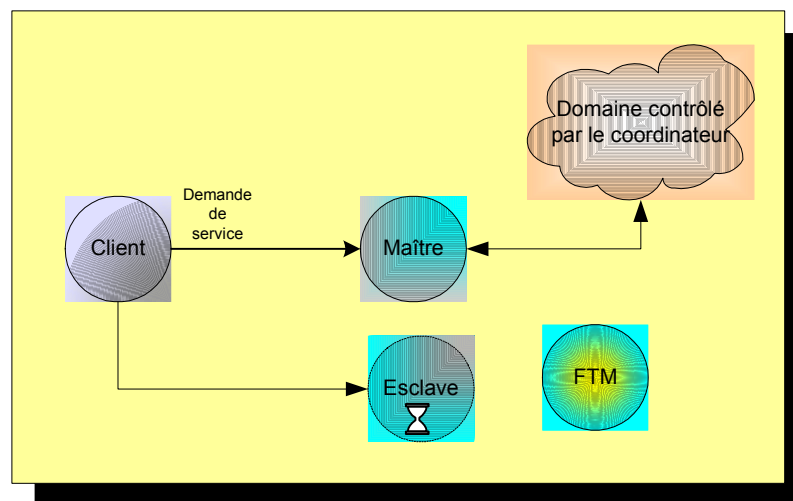 Domaine contrôlé
par le coordinateur
Demande
de
service
Client
Maître
Esclave
FTM